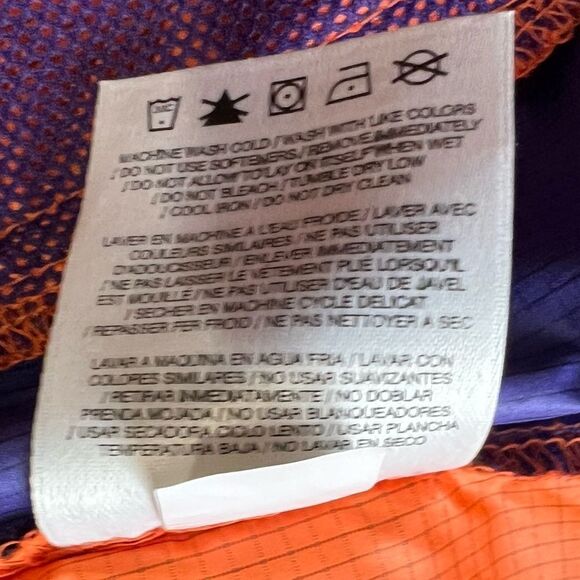 MACHINE WASH COLD / WASH WITH LIKE COLORS
/ DO NOT USE SOFTENERS / REMOVE IMMEDIATELY
/ DO NOT ALLOW TO LAY ON ITSELF WHEN WET
/ DO NOT BLEACH / TUMBLE DRY LOW
/ COOL IRON / DO NOT DRY CLEAN
LAVER EN MACHINE A L'EAU FROIDE / LAVER AVEC
COULEURS SIMILAIRES / NE PAS UTILISER
D'ADOUCISSEUR / ENLEVER IMMEDIATEMENT
/ NE PAS LAISSER LE VETEMENT PLIE LORSQU'IL
EST MOUILLE / NE PAS UTILISER D'EAU DE JAVEL
/ SECHER EN MACHINE CYCLE DELICAT
/ REPASSER FER FROID / NE PAS NETTOYER A SEC
LAVAR A MAQUINA EN AGUA FRIA / LAVAR CON
COLORES SIMILARES / NO USAR SUAVIZANTES
/ RETIRAR IMMEDIATAMENTE / NO DOBLAR
PRENDA MOJADA / NO USAR BLANQUEADORES
/ USAR SECADORA CICLO LENTO / USAR PLANCHA
TEMPERATURA BAJA / NO LAVAR EN SECO